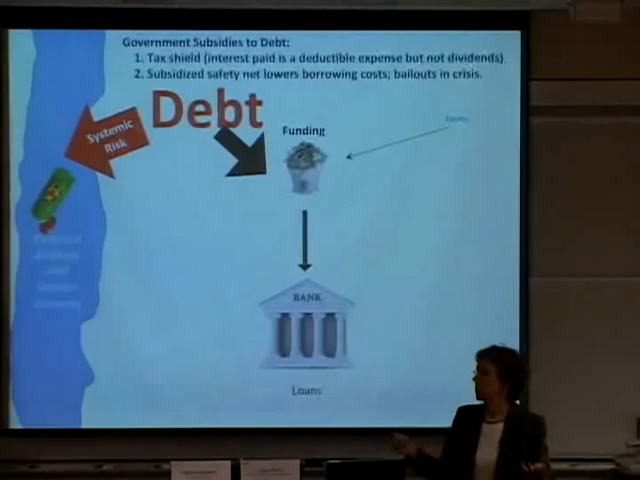 Government Subsidies to Debt:
1. Tax shield (interest paid is a deductible expense but not dividends)
2. Subsidized safety net lowers borrowing costs; bailouts in crisis.
Debt
Systemic
Risk
Funding
BANK
Loans